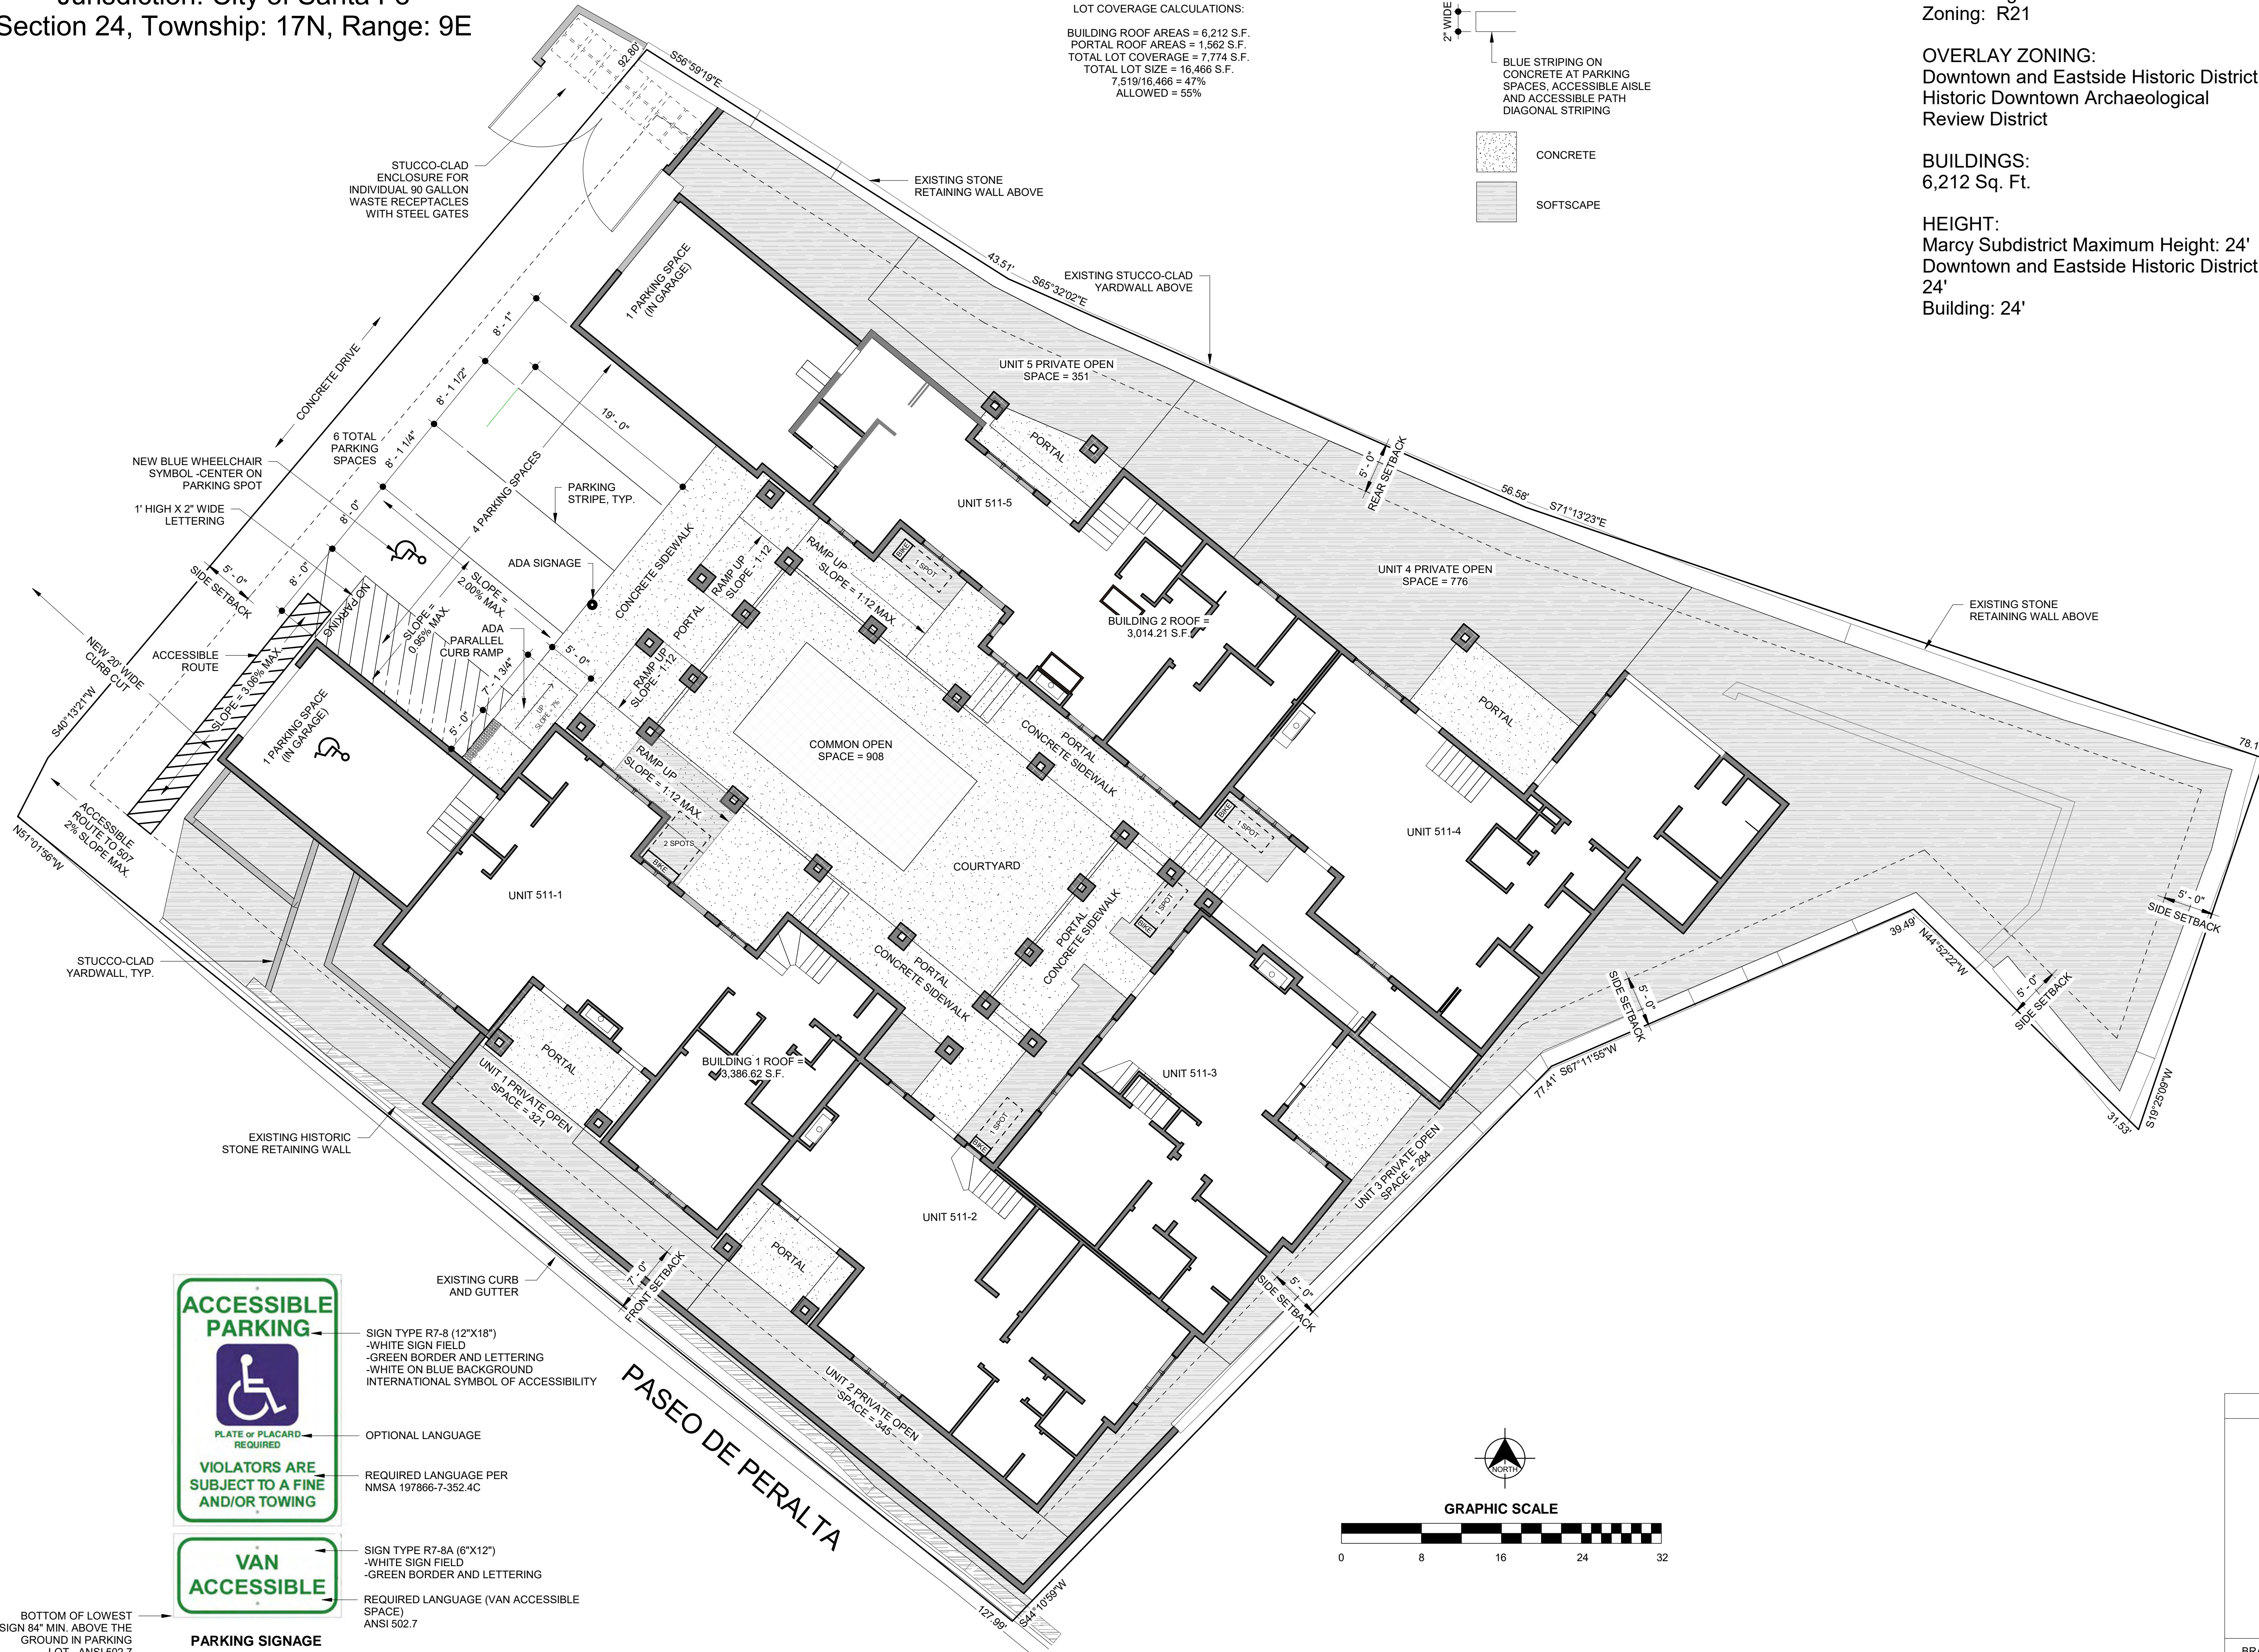 Section 24, Township: 17N, Range: 9E
LOT COVERAGE CALCULATIONS:
BUILDING ROOF AREAS = 6,212 S.F.
PORTAL ROOF AREAS = 1,562 S.F.
TOTAL LOT COVERAGE = 7,774 S.F.
TOTAL LOT SIZE = 16,466 S.F.
7,519/16,466 = 47%
ALLOWED = 55%
2" WIDE
BLUE STRIPING ON
CONCRETE AT PARKING
SPACES, ACCESSIBLE AISLE
AND ACCESSIBLE PATH
DIAGONAL STRIPING
CONCRETE
SOFTSCAPE
Zoning: R21
OVERLAY ZONING:
Downtown and Eastside Historic District
Historic Downtown Archaeological
Review District
BUILDINGS:
6,212 Sq. Ft.
HEIGHT:
Marcy Subdistrict Maximum Height: 24'
Downtown and Eastside Historic District
24'
Building: 24'
92.80'
S56°59'19"E
STUCCO-CLAD
ENCLOSURE FOR
INDIVIDUAL 90 GALLON
WASTE RECEPTACLES
WITH STEEL GATES
EXISTING STONE
RETAINING WALL ABOVE
43.51'
S65°32'02"E
EXISTING STUCCO-CLAD
YARDWALL ABOVE
1 PARKING SPACE
(IN GARAGE)
CONCRETE DRIVE
8' - 1"
8' - 1 1/2"
8' - 1 1/4"
8' - 0"
8' - 0"
19' - 0"
6 TOTAL
PARKING
SPACES
4 PARKING SPACES
PARKING
STRIPE, TYP.
NEW BLUE WHEELCHAIR
SYMBOL -CENTER ON
PARKING SPOT
1' HIGH X 2" WIDE
LETTERING
5' - 0"
SIDE SETBACK
NO PARKING
SLOPE =
2.00% MAX.
SLOPE =
0.95% MAX.
ADA SIGNAGE
ADA
PARALLEL
CURB RAMP
CONCRETE SIDEWALK
RAMP UP
SLOPE - 1:12
PORTAL
RAMP UP
SLOPE - 1:12
RAMP UP
SLOPE = 1:12 MAX.
BIKE
1 SPOT
UNIT 5 PRIVATE OPEN
SPACE = 351
PORTAL
UNIT 511-5
5' - 0"
REAR SETBACK
56.58'
S71°13'23"E
UNIT 4 PRIVATE OPEN
SPACE = 776
EXISTING STONE
RETAINING WALL ABOVE
BUILDING 2 ROOF =
3,014.21 S.F.
NEW 20' WIDE
CURB CUT
ACCESSIBLE
ROUTE
SLOPE = 3.06% MAX.
S40°13'21"W
1 PARKING SPACE
(IN GARAGE)
5' - 0"
7' - 1 3/4"
5' - 0"
UP
SLOPE = 7%
RAMP UP
SLOPE = 1:12 MAX.
2 SPOTS
BIKE
COMMON OPEN
SPACE = 908
PORTAL
CONCRETE SIDEWALK
PORTAL
78.1
ACCESSIBLE
ROUTE TO 507
2% SLOPE MAX.
N51°01'56"W
COURTYARD
BIKE
1 SPOT
UNIT 511-4
UNIT 511-1
PORTAL
CONCRETE SIDEWALK
1 SPOT
BIKE
5' - 0"
SIDE SETBACK
39.49'
N44°52'22"W
STUCCO-CLAD
YARDWALL, TYP.
PORTAL
CONCRETE SIDEWALK
5' - 0"
SIDE SETBACK
5' - 0"
SIDE SETBACK
PORTAL
BUILDING 1 ROOF =
3,386.62 S.F.
UNIT 1 PRIVATE OPEN
SPACE = 321
UNIT 511-3
77.41'
S67°11'55"W
31.53'
S19°25'09"W
EXISTING HISTORIC
STONE RETAINING WALL
1 SPOT
BIKE
UNIT 3 PRIVATE OPEN
SPACE = 284
UNIT 511-2
PORTAL
EXISTING CURB
AND GUTTER
7' - 0"
FRONT SETBACK
5' - 0"
SIDE SETBACK
UNIT 2 PRIVATE OPEN
SPACE = 345
PASEO DE PERALTA
127.99'
S44°10'59"W
ACCESSIBLE
PARKING
PLATE or PLACARD
REQUIRED
VIOLATORS ARE
SUBJECT TO A FINE
AND/OR TOWING
VAN
ACCESSIBLE
SIGN TYPE R7-8 (12"X18")
-WHITE SIGN FIELD
-GREEN BORDER AND LETTERING
-WHITE ON BLUE BACKGROUND
INTERNATIONAL SYMBOL OF ACCESSIBILITY
OPTIONAL LANGUAGE
REQUIRED LANGUAGE PER
NMSA 197866-7-352.4C
SIGN TYPE R7-8A (6"X12")
-WHITE SIGN FIELD
-GREEN BORDER AND LETTERING
REQUIRED LANGUAGE (VAN ACCESSIBLE
SPACE)
ANSI 502.7
BOTTOM OF LOWEST
SIGN 84" MIN. ABOVE THE
GROUND IN PARKING
PARKING SIGNAGE
NORTH
GRAPHIC SCALE
0 8 16 24 32